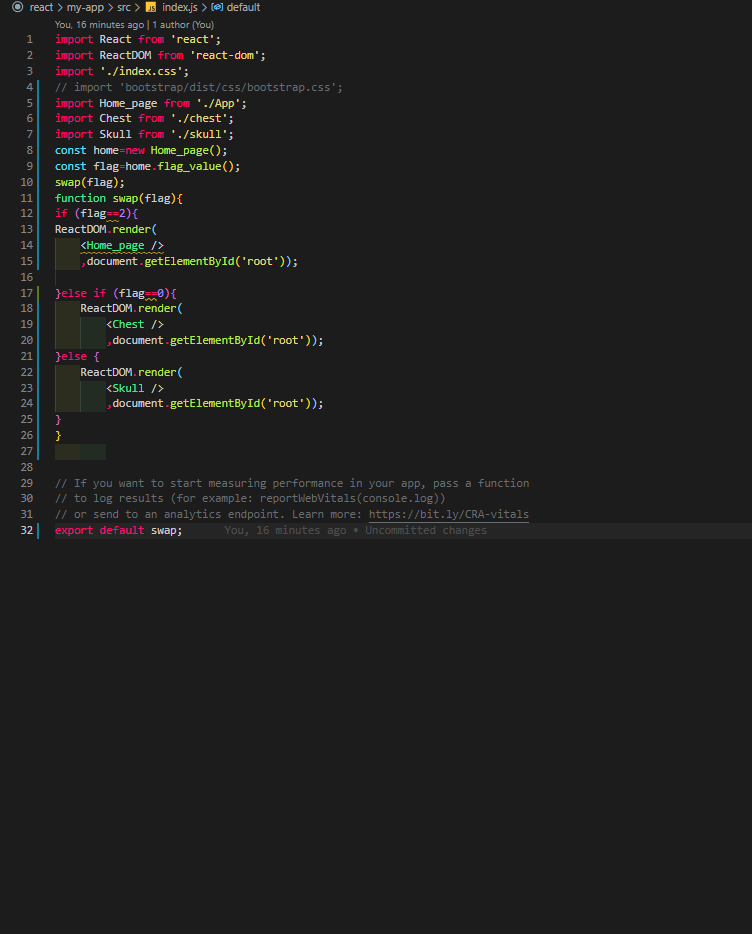 react > my-app > src > JS index.js > default
You, 16 minutes ago | 1 author (You)
1 import React from 'react';
2 import ReactDOM from 'react-dom';
3 import './index.css';
4 // import 'bootstrap/dist/css/bootstrap.css';
5 import Home_page from './App';
6 import Chest from './chest';
7 import Skull from './skull';
8 const home=new Home_page();
9 const flag=home.flag_value();
10 swap(flag);
11 function swap(flag){
12 if (flag==2){
13 ReactDOM.render(
14     <Home_page />
15     ,document.getElementById('root'));
16
17 }else if (flag==0){
18     ReactDOM.render(
19         <Chest />
20         ,document.getElementById('root'));
21 }else {
22     ReactDOM.render(
23         <Skull />
24         ,document.getElementById('root'));
25 }
26 }
27
28
29 // If you want to start measuring performance in your app, pass a function
30 // to log results (for example: reportWebVitals(console.log))
31 // or send to an analytics endpoint. Learn more: https://bit.ly/CRA-vitals
32 export default swap;     You, 16 minutes ago • Uncommitted changes